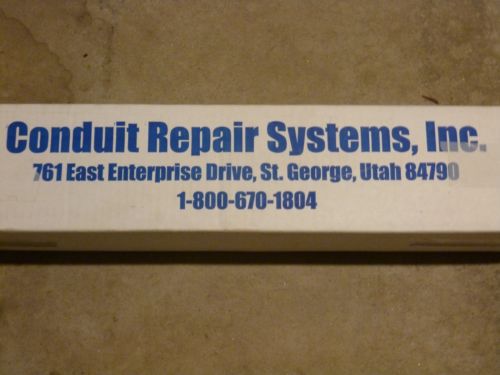 Conduit Repair Systems, Inc.
761 East Enterprise Drive, St. George, Utah 84790
1-800-670-1804